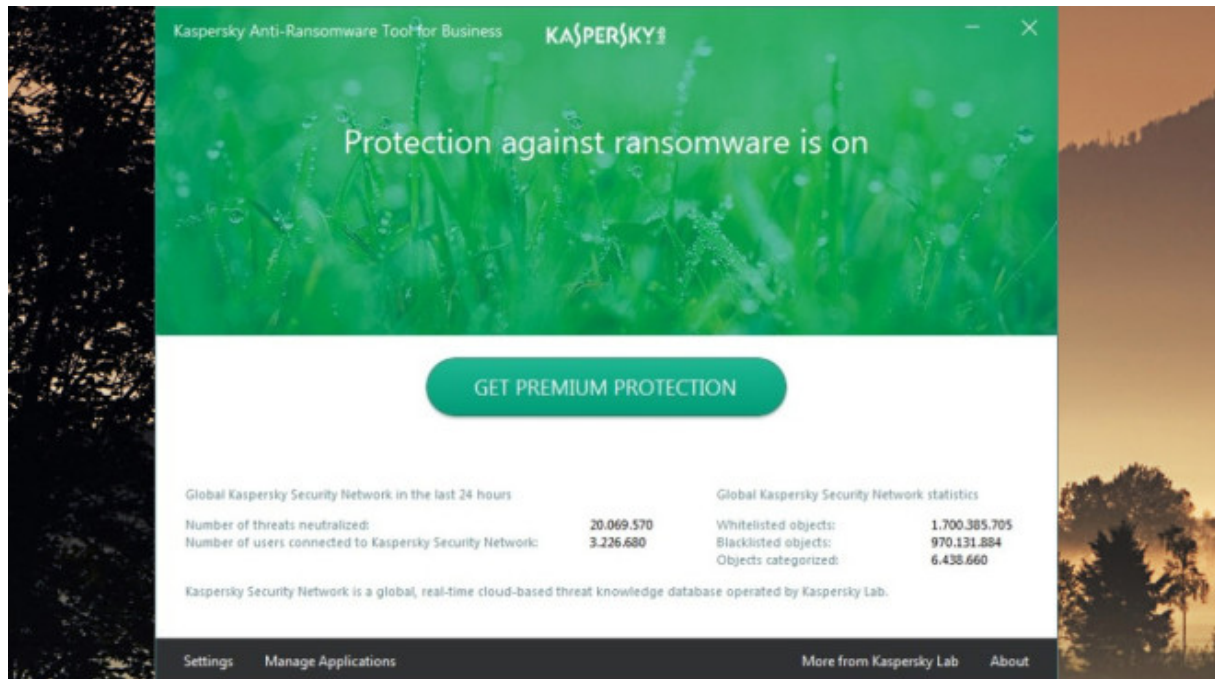 Kaspersky Anti-Ransomware Tool for Business
KASPERSKY LAB
Protection against ransomware is on
GET PREMIUM PROTECTION
Global Kaspersky Security Network in the last 24 hours
Number of threats neutralized: 20.069.570
Number of users connected to Kaspersky Security Network: 3.226.680
Global Kaspersky Security Network statistics
Whitelisted objects: 1.700.385.705
Blacklisted objects: 970.131.884
Objects categorized: 6.438.660
Kaspersky Security Network is a global, real-time cloud-based threat knowledge database operated by Kaspersky Lab.
Settings Manage Applications More from Kaspersky Lab About